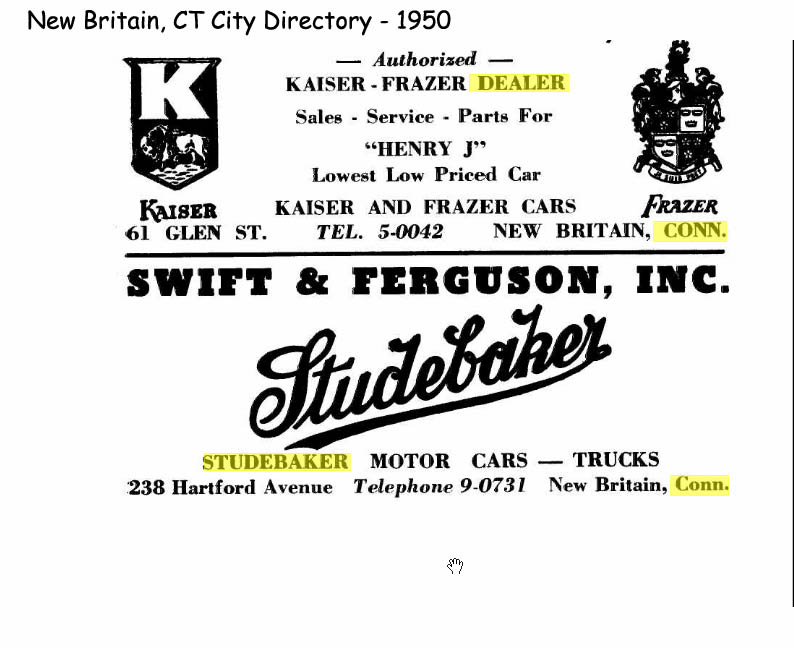 New Britain, CT City Directory - 1950
— Authorized —
KAISER - FRAZER DEALER
Sales - Service - Parts For
"HENRY J"
Lowest Low Priced Car
KAISER
KAISER AND FRAZER CARS
FRAZER
61 GLEN ST. TEL. 5-0042 NEW BRITAIN, CONN.
SWIFT & FERGUSON, INC.
Studebaker
STUDEBAKER MOTOR CARS — TRUCKS
238 Hartford Avenue Telephone 9-0731 New Britain, Conn.
K